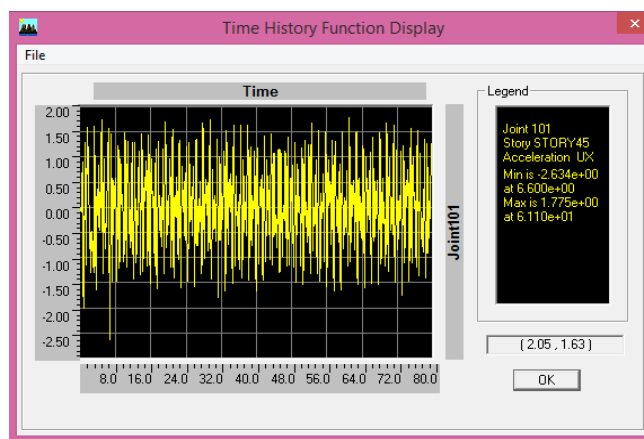 Time History Function Display
File
Time
2.00
1.50
1.00
0.50
0.00
-0.50
-1.00
-1.50
-2.00
-2.50
8.0 16.0 24.0 32.0 40.0 48.0 56.0 64.0 72.0 80.0
Joint101
Legend
Joint 101
Story STORY45
Acceleration UX
Min is -2.634e+00
at 6.600e+00
Max is 1.775e+00
at 6.110e+01
( 2.05 , 1.63 )
OK